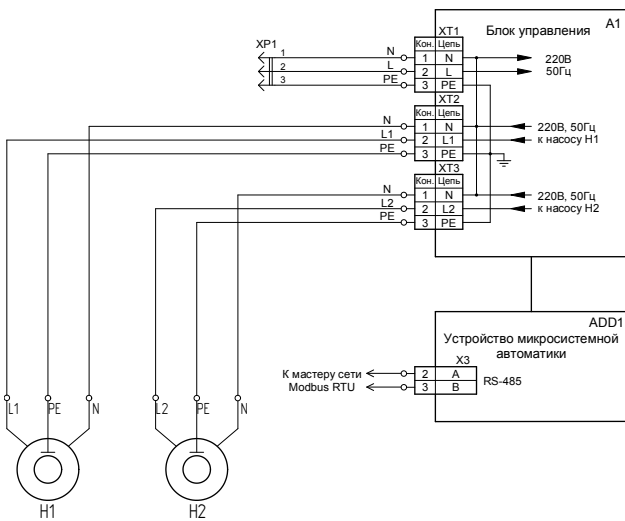 Блок управления A1
XT1
Кон. Цепь
1 N
2 L
3 PE
220В
50Гц
XP1
1
2
3
N
L
PE
XT2
Кон. Цепь
1 N
2 L1
3 PE
220В, 50Гц
к насосу Н1
N
L1
PE
XT3
Кон. Цепь
1 N
2 L2
3 PE
220В, 50Гц
к насосу Н2
N
L2
PE
ADD1
Устройство микросистемной
автоматики
X3
2 A
3 B
RS-485
К мастеру сети
Modbus RTU
L1 PE N
L2 PE N
Н1
Н2